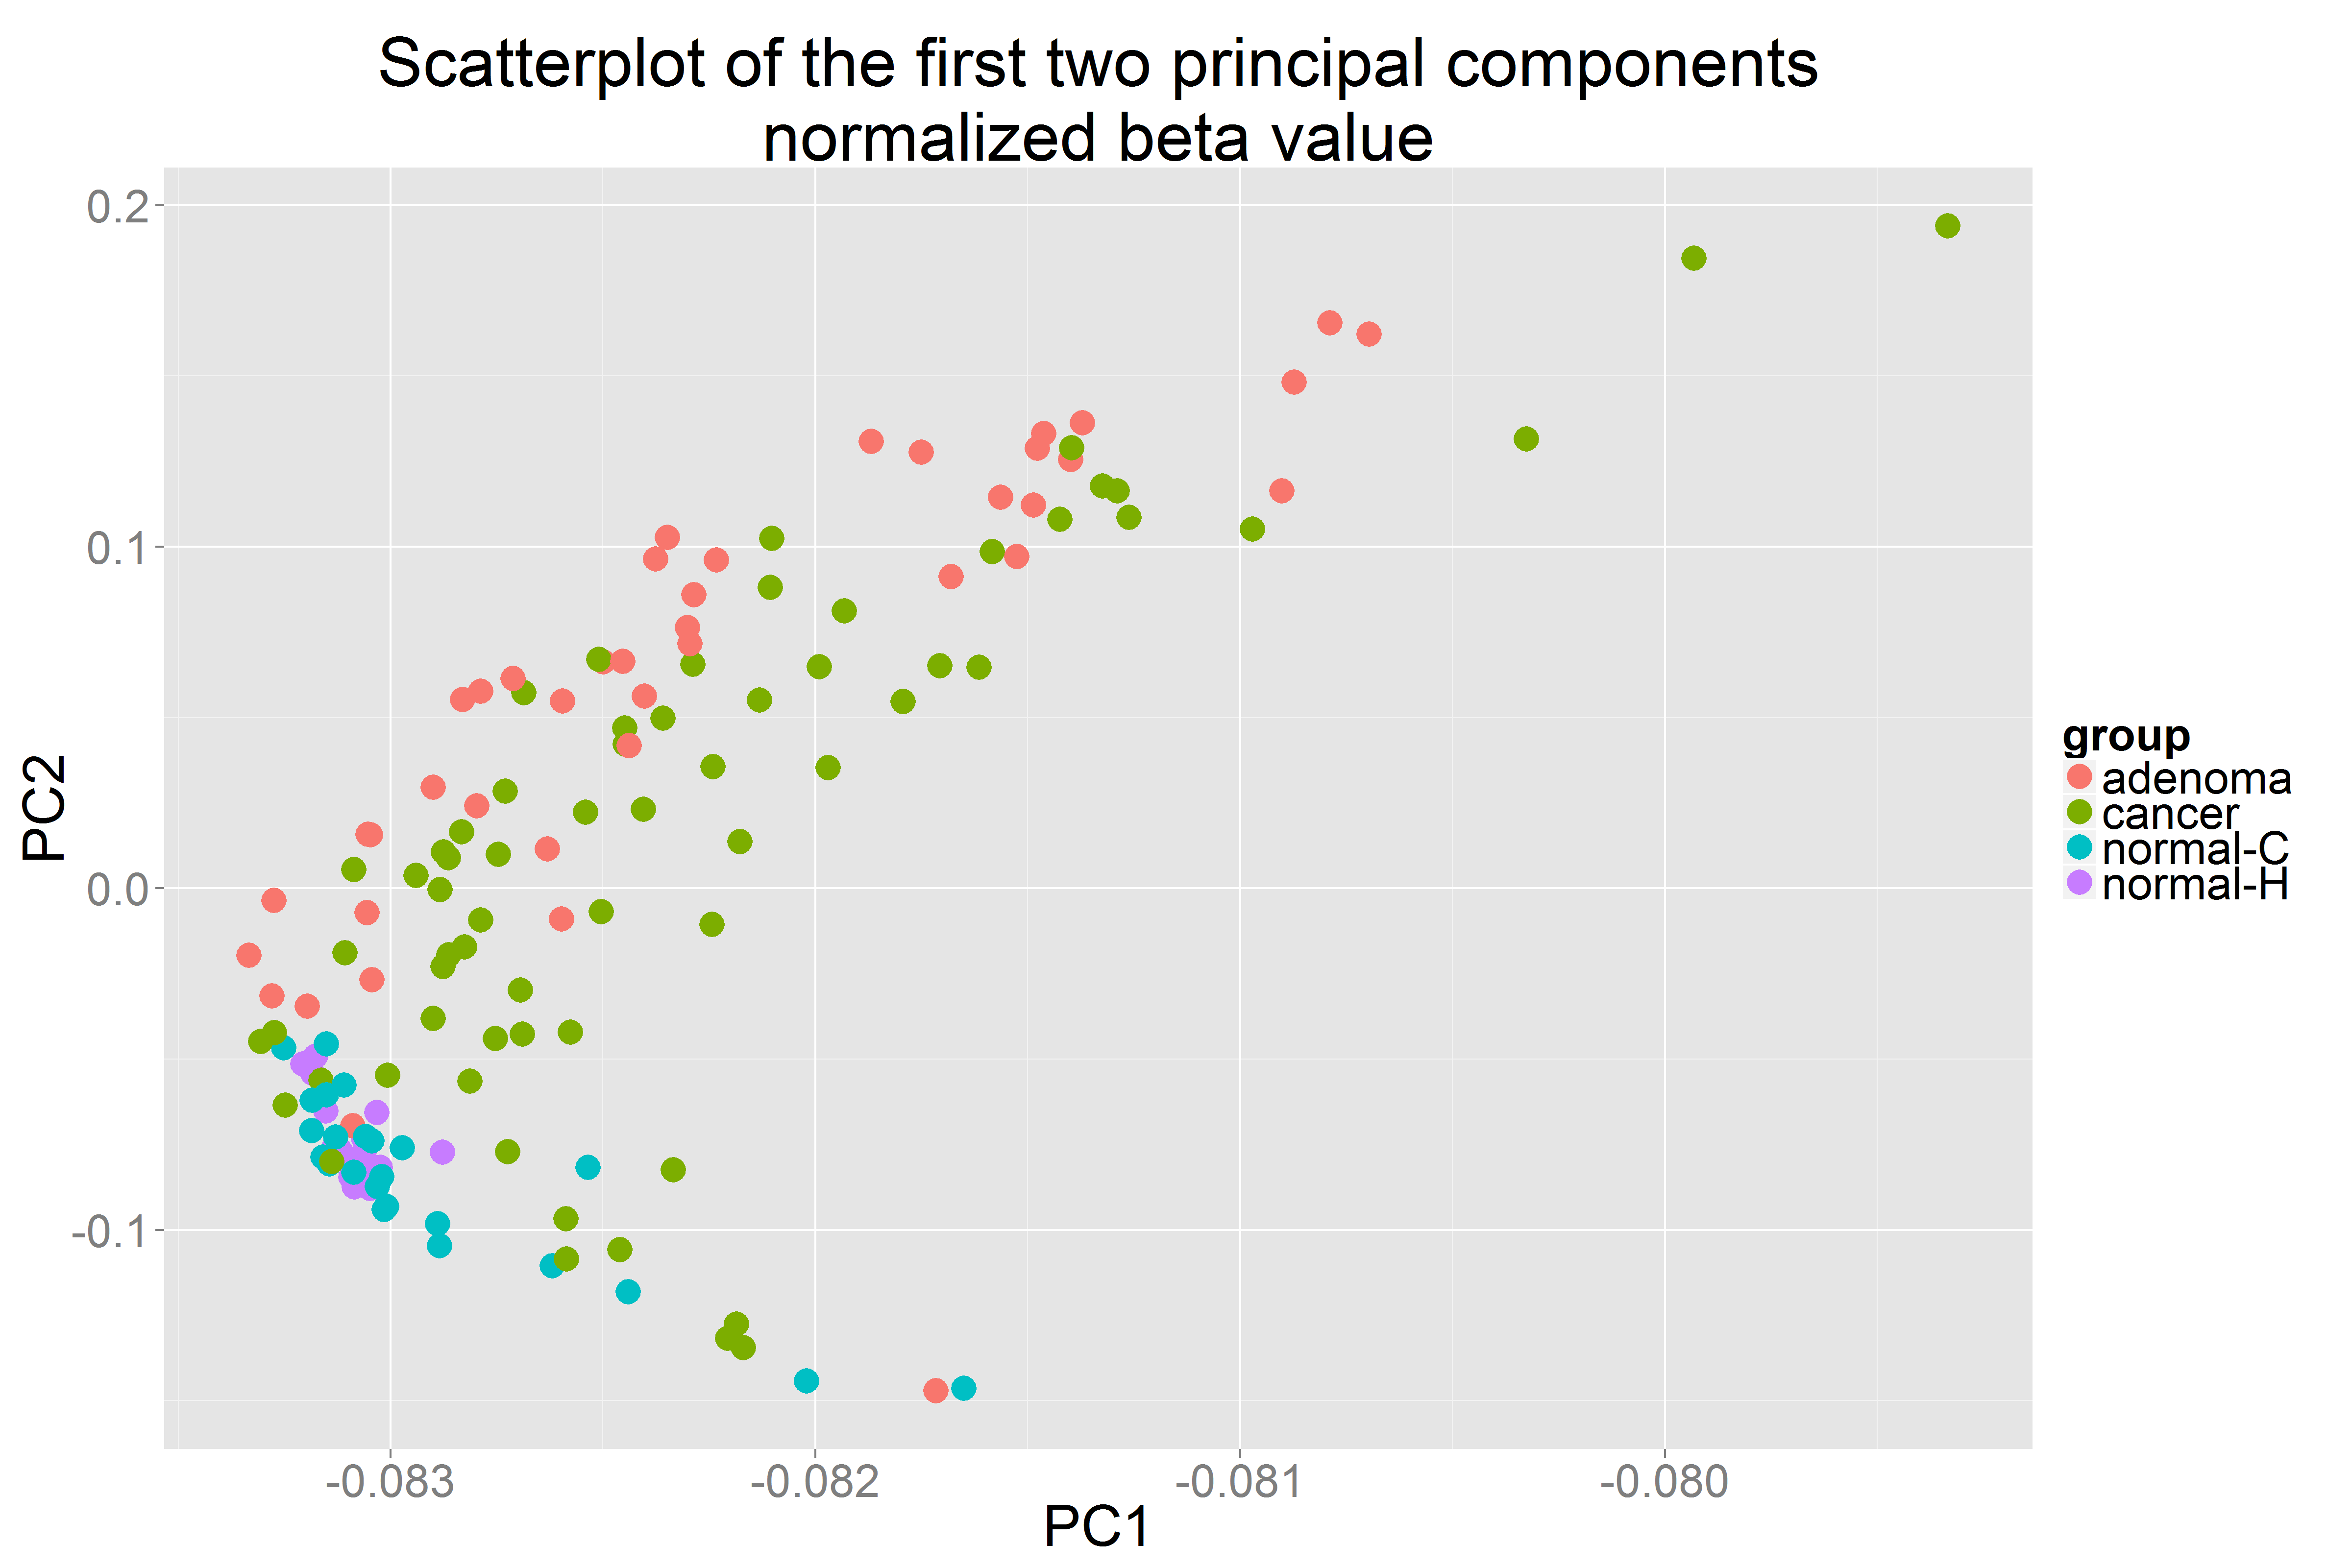 Scatterplot of the first two principal components
normalized beta value
0.2
0.1
0.0
-0.1
PC2
-0.083
-0.082
-0.081
-0.080
PC1
group
adenoma
cancer
normal-C
normal-H